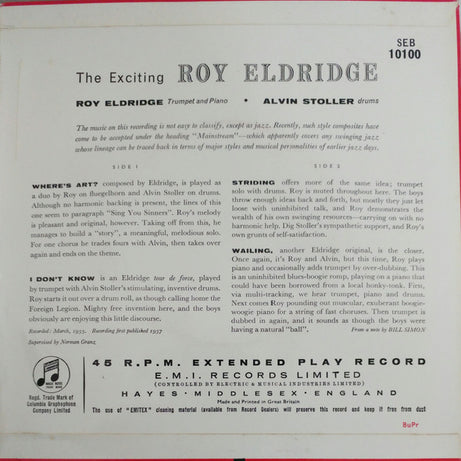 SEB
10100
The Exciting ROY ELDRIDGE
ROY ELDRIDGE Trumpet and Piano • ALVIN STOLLER drums
The music on this recording is not easy to classify, except as jazz. Recently, such style composites have
come to be accepted under the heading "Mainstream"—which apparently covers any swinging jazz
whose lineage can be traced back in terms of major styles and musical personalities of earlier jazz days.
SIDE 1
WHERE'S ART? composed by Eldridge, is played as
a duo by Roy on fluegelhorn and Alvin Stoller on drums.
Although no harmonic backing is present, the lines of this
one seem to paragraph "Sing You Sinners". Roy's melody
is pleasant and original, however. Taking off from this, he
manages to build a "story", a meaningful, melodious solo.
For one chorus he trades fours with Alvin, then takes over
again and ends on the theme.
I DON'T KNOW is an Eldridge tour de force, played
by trumpet with Alvin Stoller's stimulating, inventive drums.
Roy starts it out over a drum roll, as though calling home the
Foreign Legion. Mighty free invention here, and the boys
obviously are enjoying this little discourse.
Recorded: March, 1955. Recording first published 1957
Supervised by Norman Granz
SIDE 2
STRIDING offers more of the same idea; trumpet
solo with drums. Roy is muted throughout here. The boys
throw enough ideas back and forth, but mostly they just let
loose with uninhibited talk, and Roy demonstrates the
wealth of his own swinging resources—carrying on with no
harmonic help. Dig Stoller's sympathetic support, and Roy's
own grunts of self-satisfaction.
WAILING, another Eldridge original, is the closer.
Once again, it's Roy and Alvin, but this time, Roy plays
piano and occasionally adds trumpet by over-dubbing. This
is an uninhibited blues-boogie romp, playing on a piano that
could have been borrowed from a local honky-tonk. First,
via multi-tracking, we hear trumpet, piano and drums.
Next comes Roy pounding out muscular, exuberant boogie-
woogie piano for a string of fast choruses. Then trumpet
is dubbed in again, and it sounds as though the boys were
having a natural "ball". From a note by BILL SIMON
45 R.P.M. EXTENDED PLAY RECORD
E.M.I. RECORDS LIMITED
(CONTROLLED BY ELECTRIC & MUSICAL INDUSTRIES LIMITED)
HAYES • MIDDLESEX • ENGLAND
Made and Printed in Great Britain
Regd. Trade Mark of
Columbia Graphophone
Company Limited
The use of "EMITEX" cleaning material (available from Record Dealers) will preserve this record and keep it free from dust
BuPr